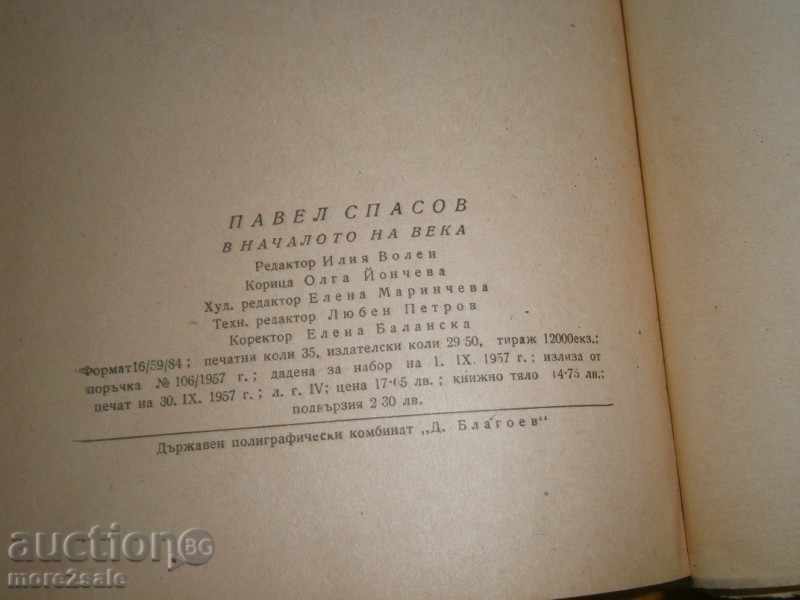 ПАВЕЛ СПАСОВ
В НАЧАЛОТО НА ВЕКА
Редактор Илия Волен
Корица Олга Йончева
Худ. редактор Елена Маринчева
Техн. редактор Любен Петров
Коректор Елена Баланска
Формат 16/59/84; печатни коли 35, издателски коли 29·50, тираж 12000екз.;
поръчка № 106/1957 г.; дадена за набор на 1. IX. 1957 г.; излиза от
печат на 30. IX. 1957 г.; л. г. IV; цена 17·05 лв.; книжно тяло 14·75 лв.;
подвързия 2·30 лв.
Държавен полиграфически комбинат „Д. Благоев"
auction BG
more2sale